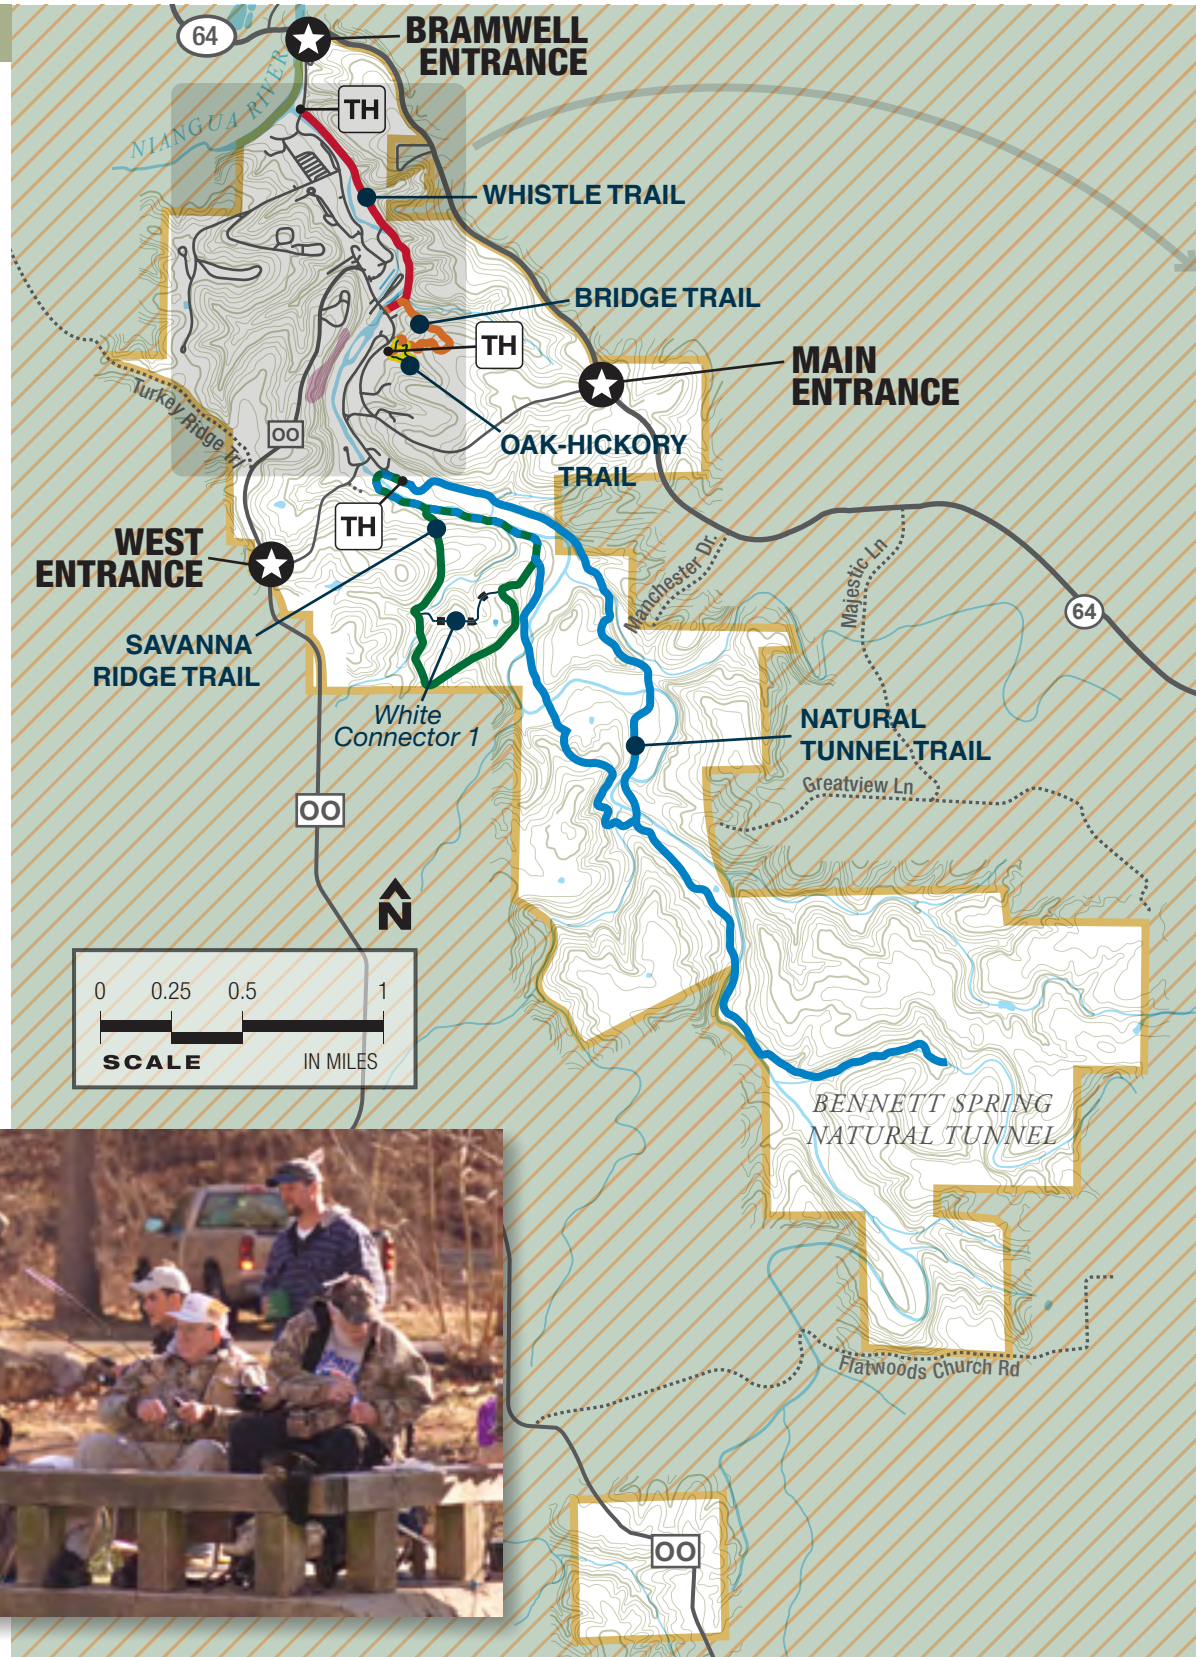 64
BRAMWELL
ENTRANCE
NIANGUA RIVER
TH
WHISTLE TRAIL
BRIDGE TRAIL
TH
MAIN
ENTRANCE
Turkey Ridge Trl
OO
OAK-HICKORY
TRAIL
TH
WEST
ENTRANCE
Manchester Dr.
Majestic Ln
64
SAVANNA
RIDGE TRAIL
White
Connector 1
NATURAL
TUNNEL TRAIL
Greatview Ln
OO
N
0 0.25 0.5 1
SCALE IN MILES
BENNETT SPRING
NATURAL TUNNEL
Flatwoods Church Rd
OO